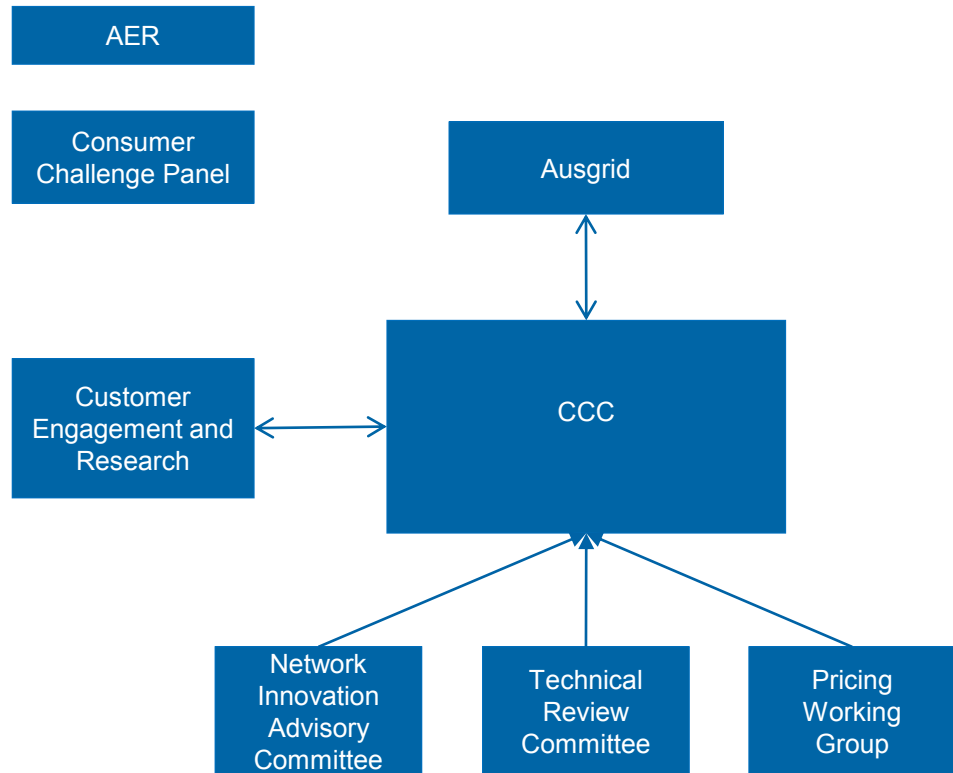 AER
Consumer
Challenge Panel
Ausgrid
Customer
Engagement and
Research
CCC
Network
Innovation
Advisory
Committee
Technical
Review
Committee
Pricing
Working
Group